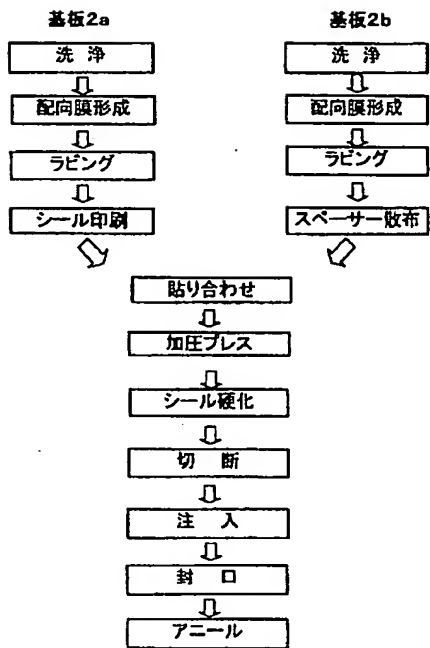 基板2a
洗 浄
配向膜形成
ラビング
シール印刷
基板2b
洗 浄
配向膜形成
ラビング
スペーサー散布
貼り合わせ
加圧プレス
シール硬化
切 断
注 入
封 口
アニール